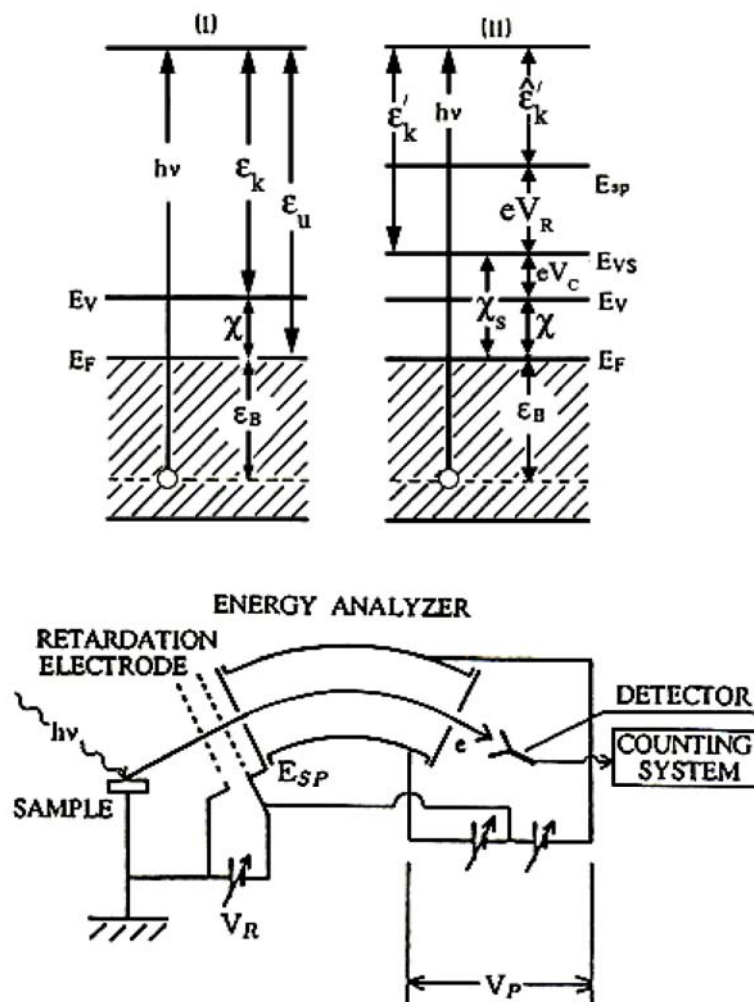 (I)
(II)
hν
ε_k
ε_u
E_V
χ
E_F
ε_B
ε'_k
hν
ε̂'_k
E_sp
eV_R
E_VS
eV_C
E_V
χ_S
χ
E_F
ε_B
ENERGY ANALYZER
RETARDATION
ELECTRODE
DETECTOR
hν
e
COUNTING
SYSTEM
E_SP
SAMPLE
V_R
V_P